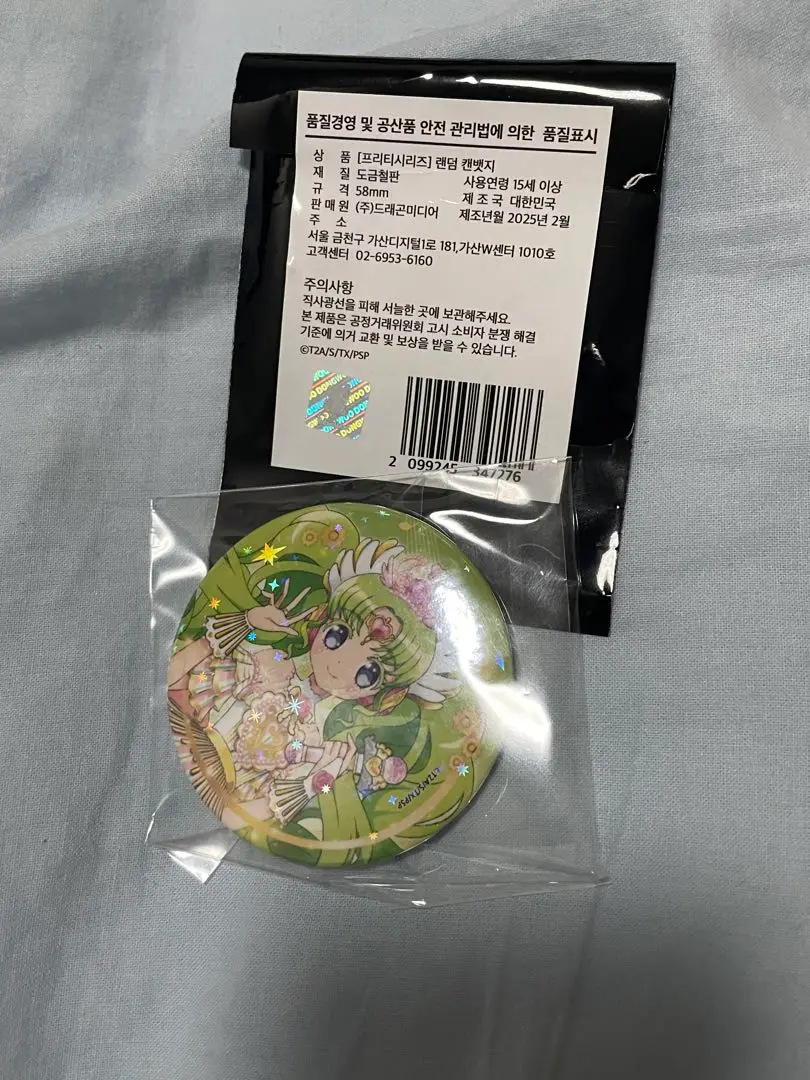 품질경영 및 공산품 안전 관리법에 의한 품질표시
상 품 [프리티시리즈] 랜덤 캔뱃지
재 질 도금철판 사용연령 15세 이상
규 격 58mm 제 조 국 대한민국
판 매 원 (주)드래곤미디어 제조년월 2025년 2월
주 소
서울 금천구 가산디지털1로 181,가산W센터 1010호
고객센터 02-6953-6160
주의사항
직사광선을 피해 서늘한 곳에 보관해주세요.
본 제품은 공정거래위원회 고시 소비자 분쟁 해결
기준에 의거 교환 및 보상을 받을 수 있습니다.
©T2A/S/TX/PSP
2 099245 347276
©T2A/S/TX/PSP